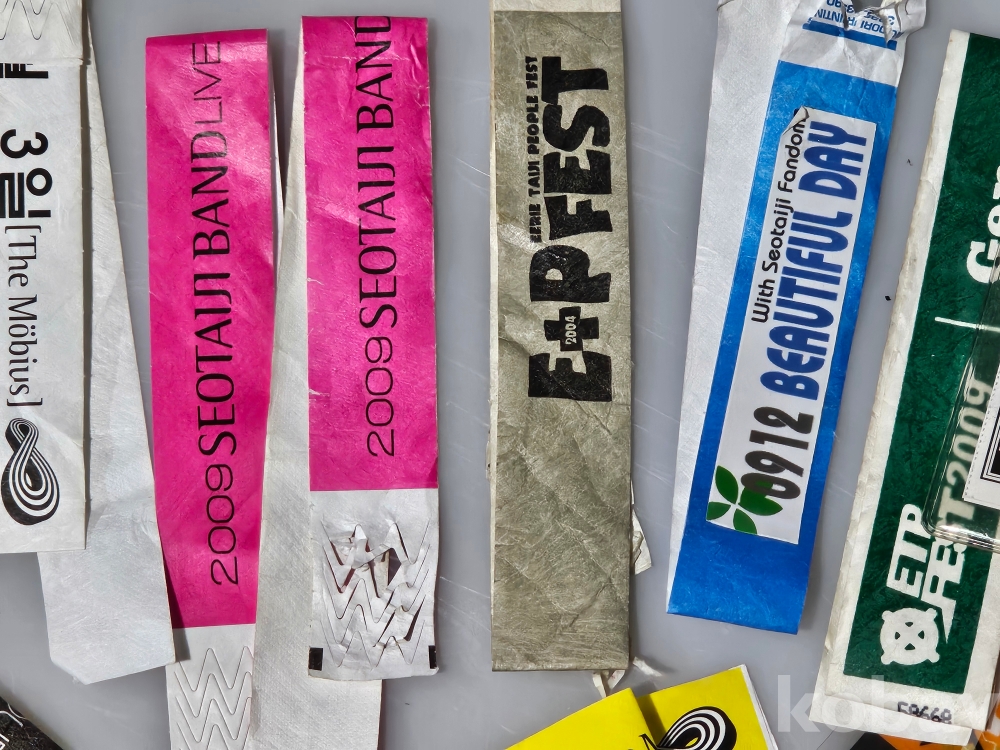 3일 [The Möbius]
2009 SEOTAIJI BAND LIVE
2009 SEOTAIJI BAND
EERIE TAIJI PEOPLE FEST
E+PFEST
2004
With Seotaiji Fandom
0912 BEAUTIFUL DAY
2009
ETP
58668